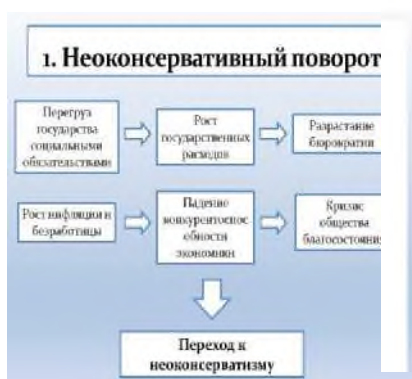 1. Неоконсервативный поворот
Перегруз
государства
социальными
обязательствами
Рост
государственных
расходов
Разрастание
бюрократии
Рост инфляции и
безработицы
Падение
конкурентоспос
обности
экономики
Кризис
общества
благосостояния
Переход к
неоконсерватизму